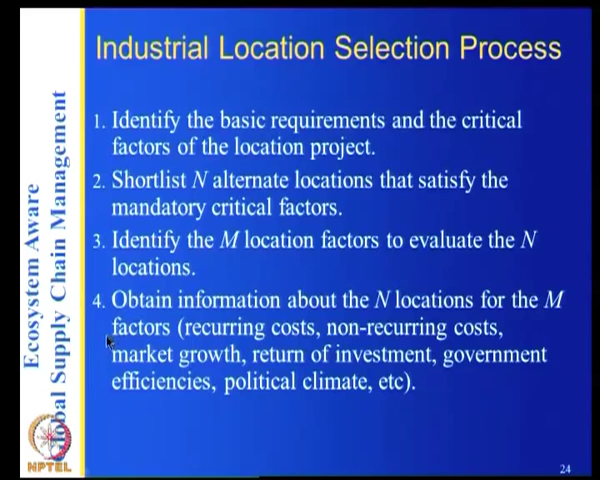 Industrial Location Selection Process
Ecosystem Aware
Global Supply Chain Management
1. Identify the basic requirements and the critical
factors of the location project.
2. Shortlist N alternate locations that satisfy the
mandatory critical factors.
3. Identify the M location factors to evaluate the N
locations.
4. Obtain information about the N locations for the M
factors (recurring costs, non-recurring costs,
market growth, return of investment, government
efficiencies, political climate, etc).
NPTEL
24